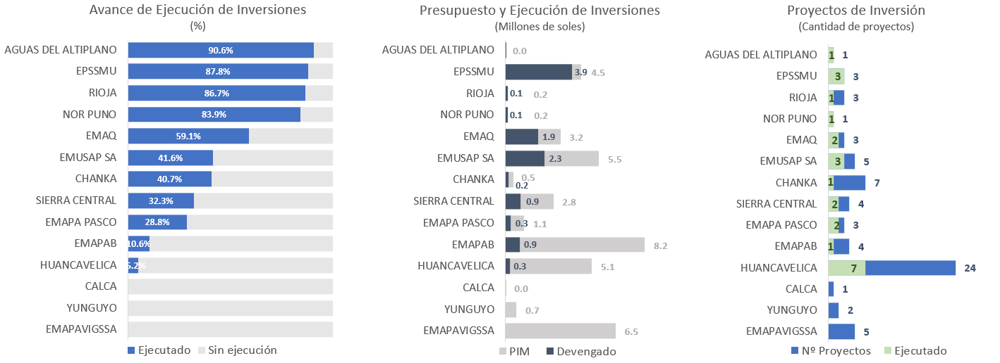 Avance de Ejecución de Inversiones
(%)
AGUAS DEL ALTIPLANO 90.6%
EPSSMU 87.8%
RIOJA 86.7%
NOR PUNO 83.9%
EMAQ 59.1%
EMUSAP SA 41.6%
CHANKA 40.7%
SIERRA CENTRAL 32.3%
EMAPA PASCO 28.8%
EMAPAB 10.6%
HUANCAVELICA 5.2%
CALCA
YUNGUYO
EMAPAVIGSSA
Ejecutado Sin ejecución
Presupuesto y Ejecución de Inversiones
(Millones de soles)
AGUAS DEL ALTIPLANO 0.0
EPSSMU 3.9 4.5
RIOJA 0.1 0.2
NOR PUNO 0.1 0.2
EMAQ 1.9 3.2
EMUSAP SA 2.3 5.5
CHANKA 0.5
0.2
SIERRA CENTRAL 0.9 2.8
EMAPA PASCO 0.3 1.1
EMAPAB 0.9 8.2
HUANCAVELICA 0.3 5.1
CALCA 0.0
YUNGUYO 0.7
EMAPAVIGSSA 6.5
PIM Devengado
Proyectos de Inversión
(Cantidad de proyectos)
AGUAS DEL ALTIPLANO 1 1
EPSSMU 3 3
RIOJA 1 3
NOR PUNO 1 1
EMAQ 2 3
EMUSAP SA 3 5
CHANKA 1 7
SIERRA CENTRAL 2 4
EMAPA PASCO 2 3
EMAPAB 1 4
HUANCAVELICA 7 24
CALCA 1
YUNGUYO 2
EMAPAVIGSSA 5
Nº Proyectos Ejecutado